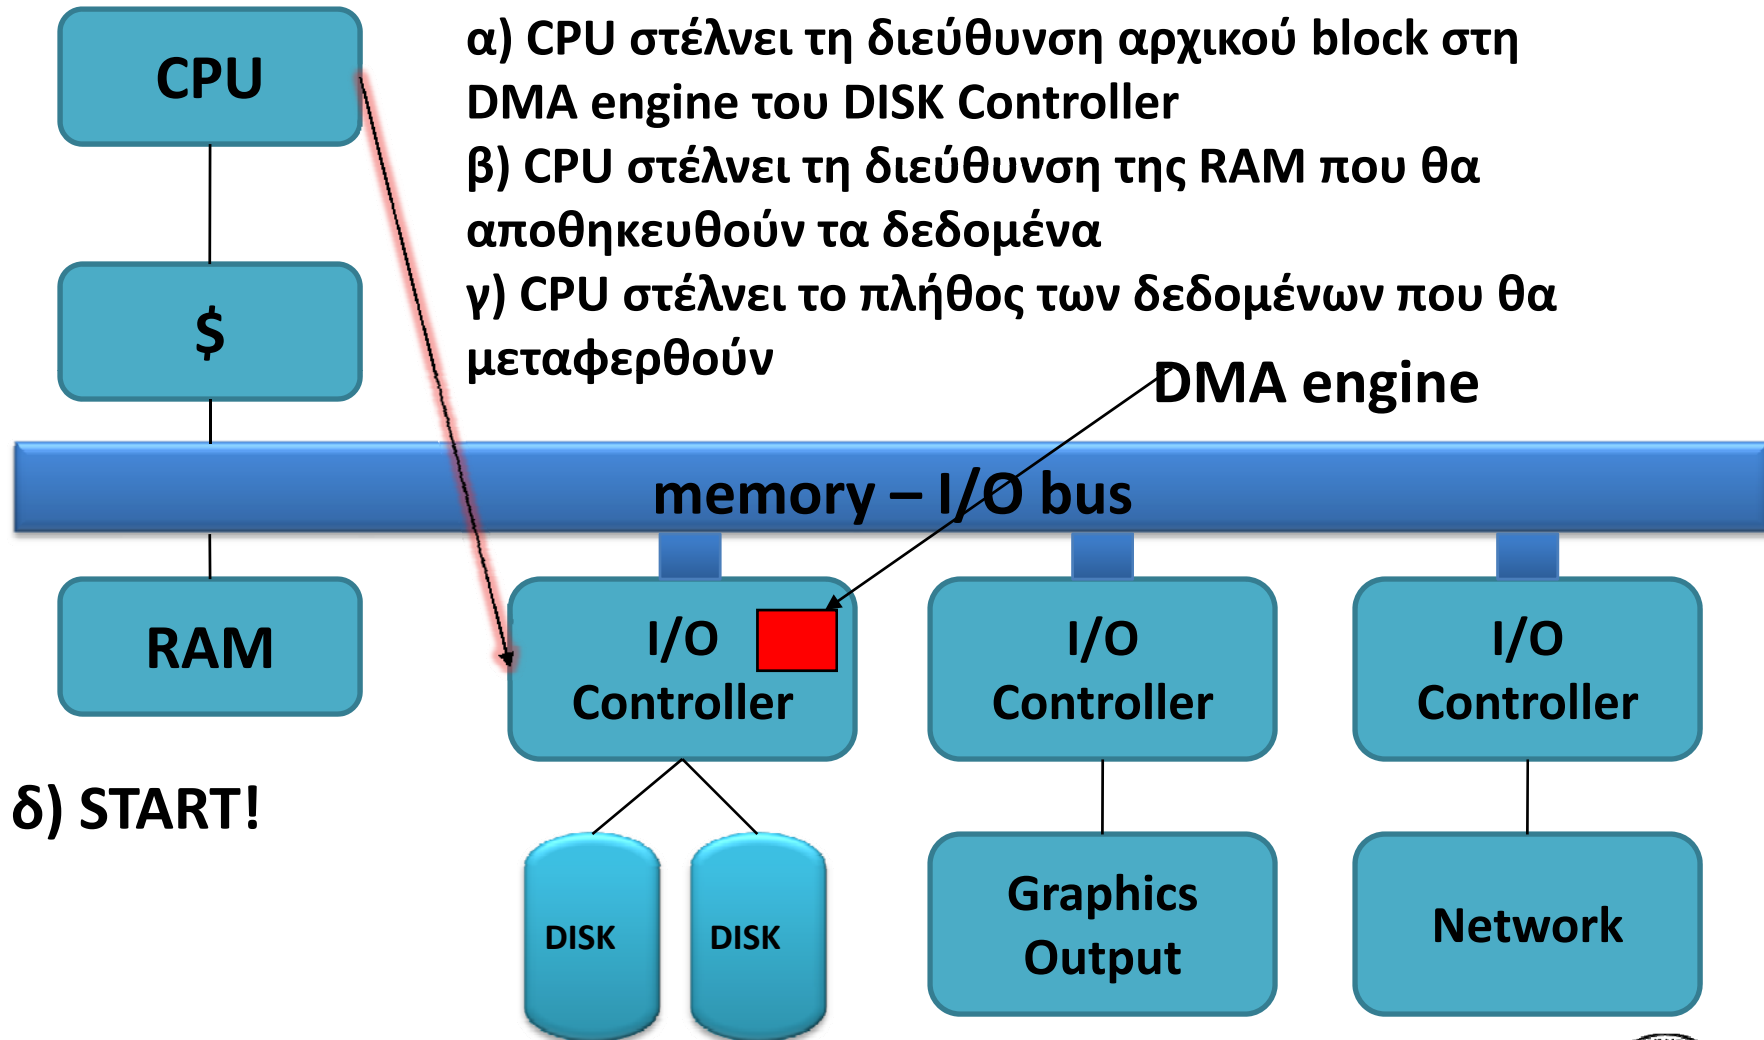 CPU
α) CPU στέλνει τη διεύθυνση αρχικού block στη
DMA engine του DISK Controller
β) CPU στέλνει τη διεύθυνση της RAM που θα
αποθηκευθούν τα δεδομένα
γ) CPU στέλνει το πλήθος των δεδομένων που θα
μεταφερθούν
$
DMA engine
memory – I/O bus
RAM
I/O
Controller
I/O
Controller
I/O
Controller
δ) START!
DISK
DISK
Graphics
Output
Network